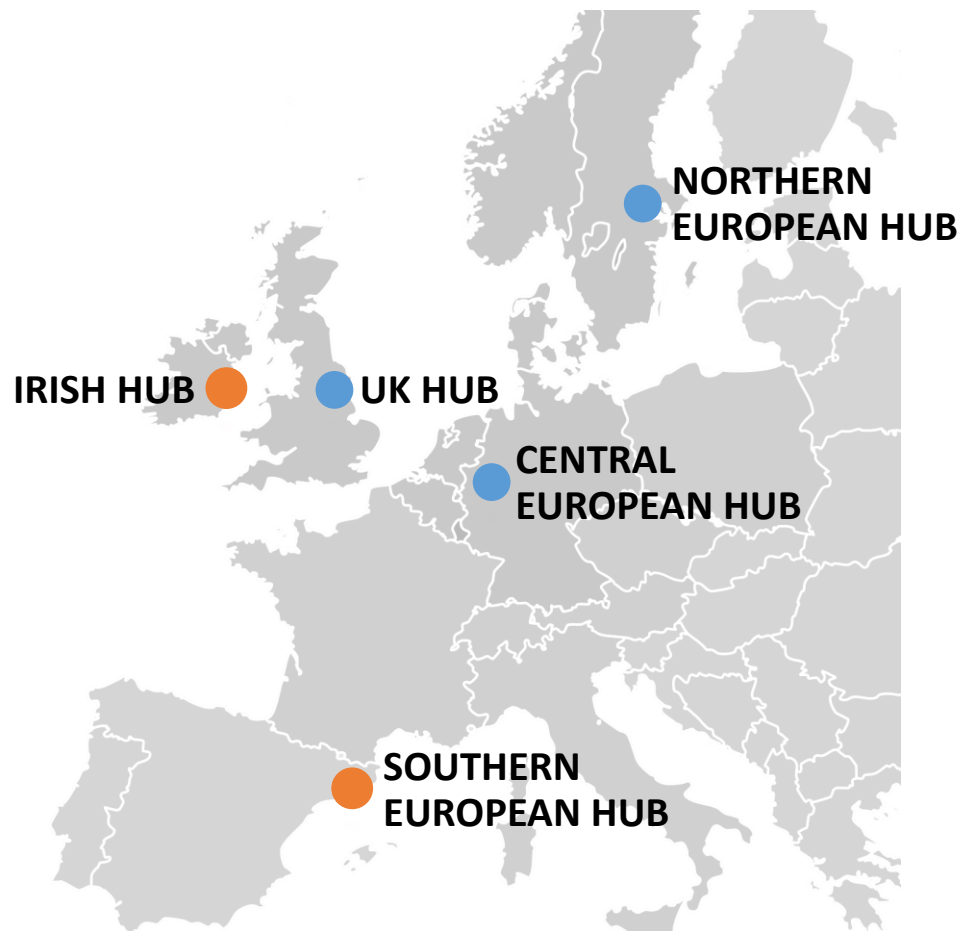 NORTHERN
EUROPEAN HUB
IRISH HUB
UK HUB
CENTRAL
EUROPEAN HUB
SOUTHERN
EUROPEAN HUB